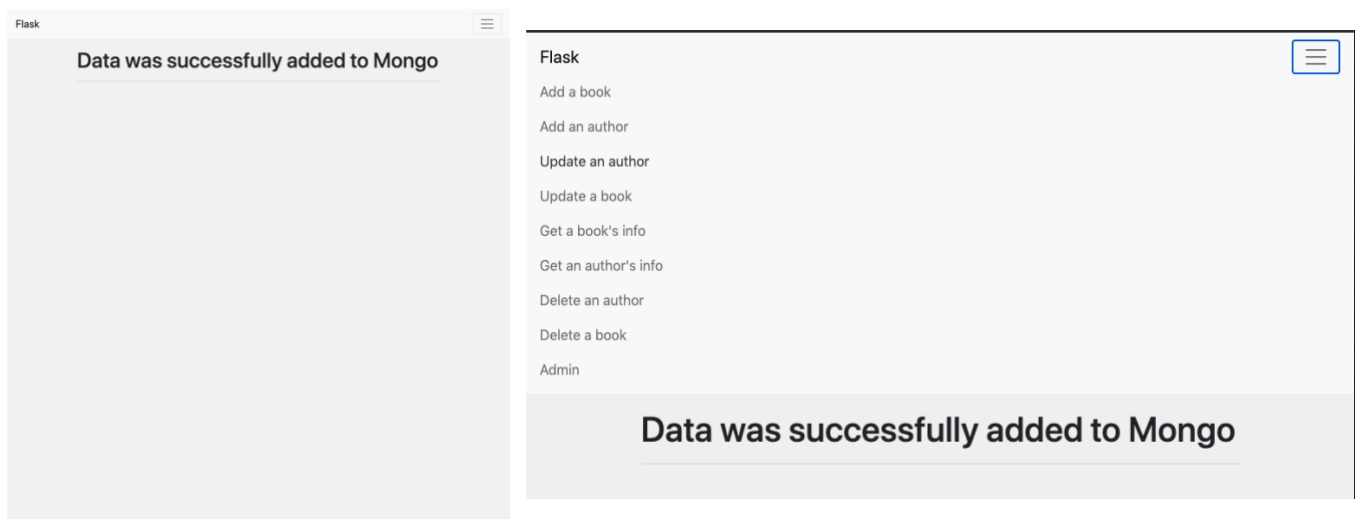 Flask
Data was successfully added to Mongo
Flask
Add a book
Add an author
Update an author
Update a book
Get a book's info
Get an author's info
Delete an author
Delete a book
Admin
Data was successfully added to Mongo